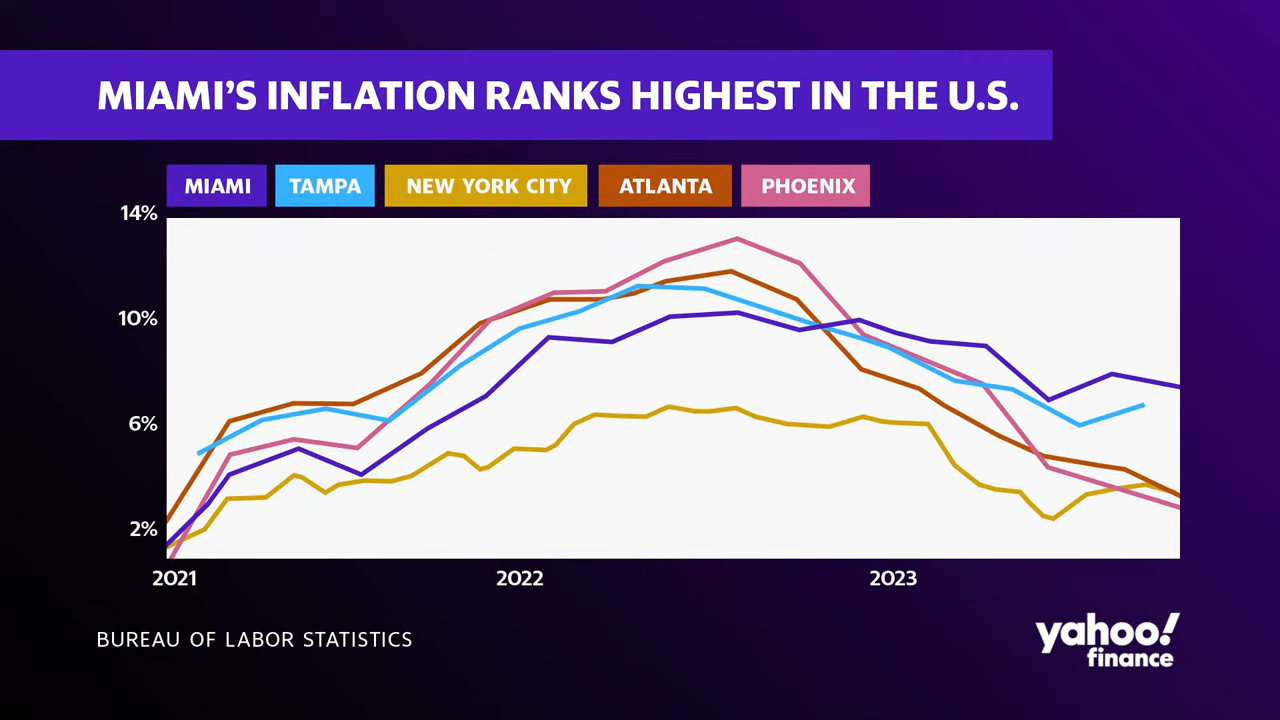 MIAMI'S INFLATION RANKS HIGHEST IN THE U.S.
MIAMI TAMPA NEW YORK CITY ATLANTA PHOENIX
14%
10%
6%
2%
2021 2022 2023
BUREAU OF LABOR STATISTICS
yahoo!
finance